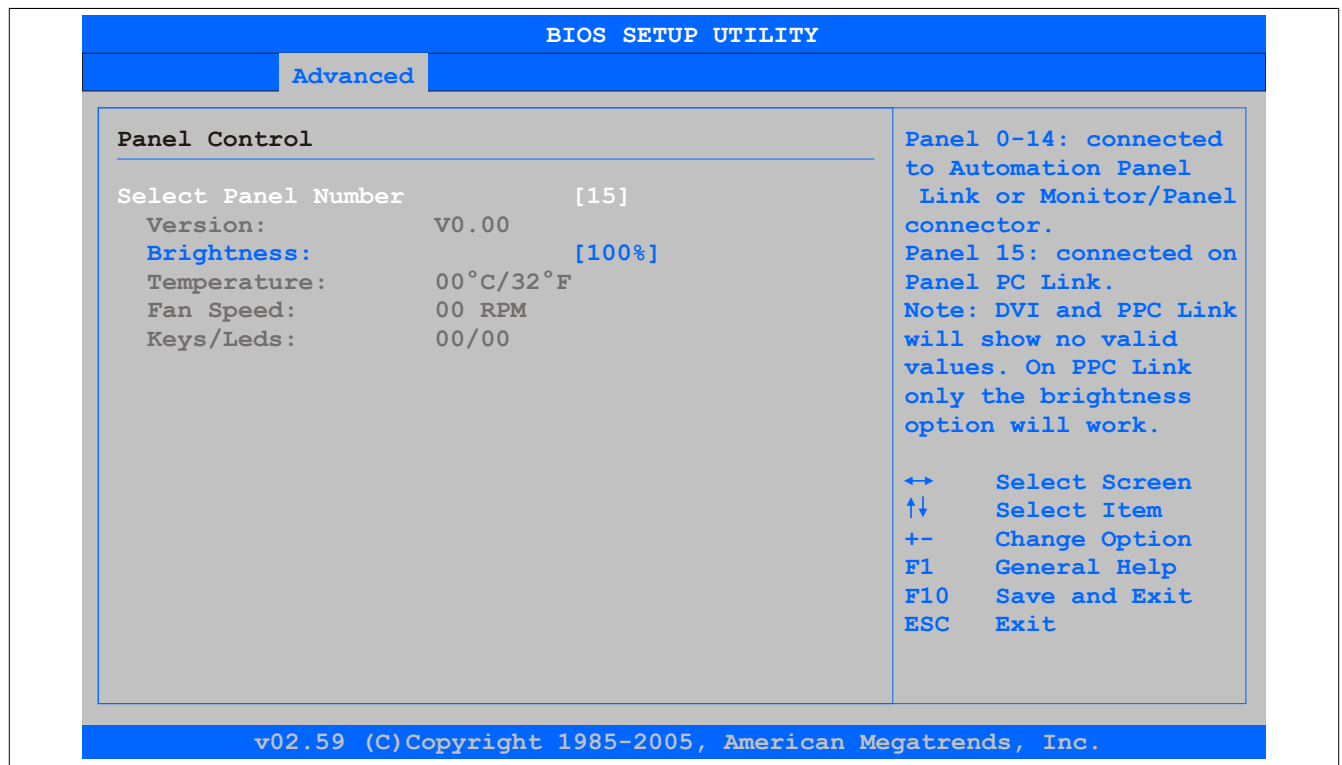 BIOS SETUP UTILITY
Advanced
Panel Control
Select Panel Number [15]
Version: V0.00
Brightness: [100%]
Temperature: 00°C/32°F
Fan Speed: 00 RPM
Keys/Leds: 00/00
Panel 0-14: connected
to Automation Panel
Link or Monitor/Panel
connector.
Panel 15: connected on
Panel PC Link.
Note: DVI and PPC Link
will show no valid
values. On PPC Link
only the brightness
option will work.
↔ Select Screen
↑↓ Select Item
+- Change Option
F1 General Help
F10 Save and Exit
ESC Exit
v02.59 (C)Copyright 1985-2005, American Megatrends, Inc.